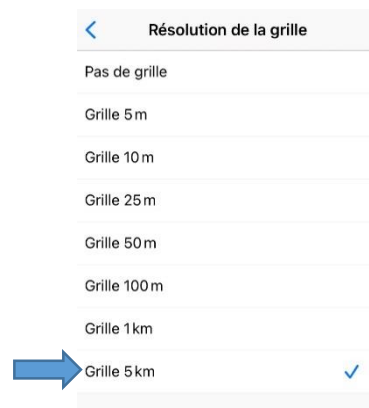 Résolution de la grille
Pas de grille
Grille 5 m
Grille 10 m
Grille 25 m
Grille 50 m
Grille 100 m
Grille 1 km
Grille 5 km